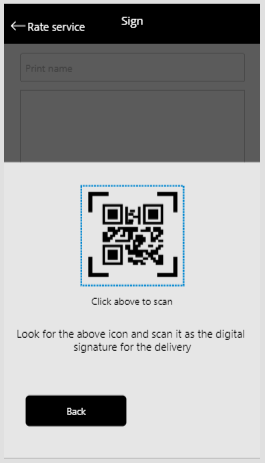 Sign
Rate service
Print name
Click above to scan
Look for the above icon and scan it as the digital
signature for the delivery
Back